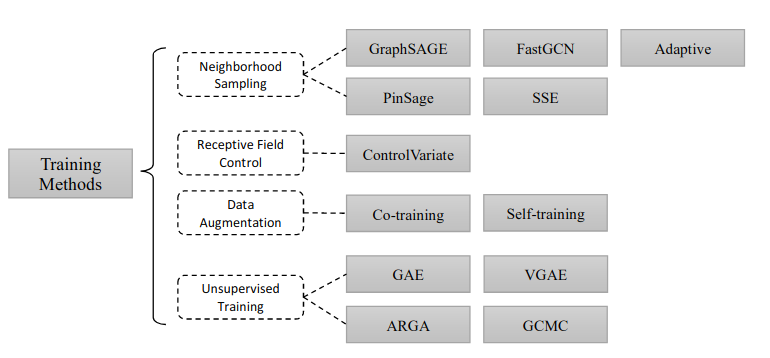 Training
Methods
Neighborhood
Sampling
GraphSAGE
FastGCN
Adaptive
PinSage
SSE
Receptive Field
Control
ControlVariate
Data
Augmentation
Co-training
Self-training
Unsupervised
Training
GAE
VGAE
ARGA
GCMC